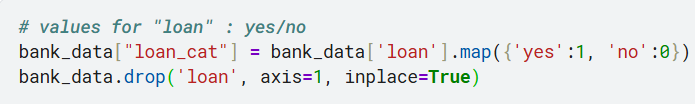 # values for "loan" : yes/no
bank_data["loan_cat"] = bank_data['loan'].map({'yes':1, 'no':0})
bank_data.drop('loan', axis=1, inplace=True)